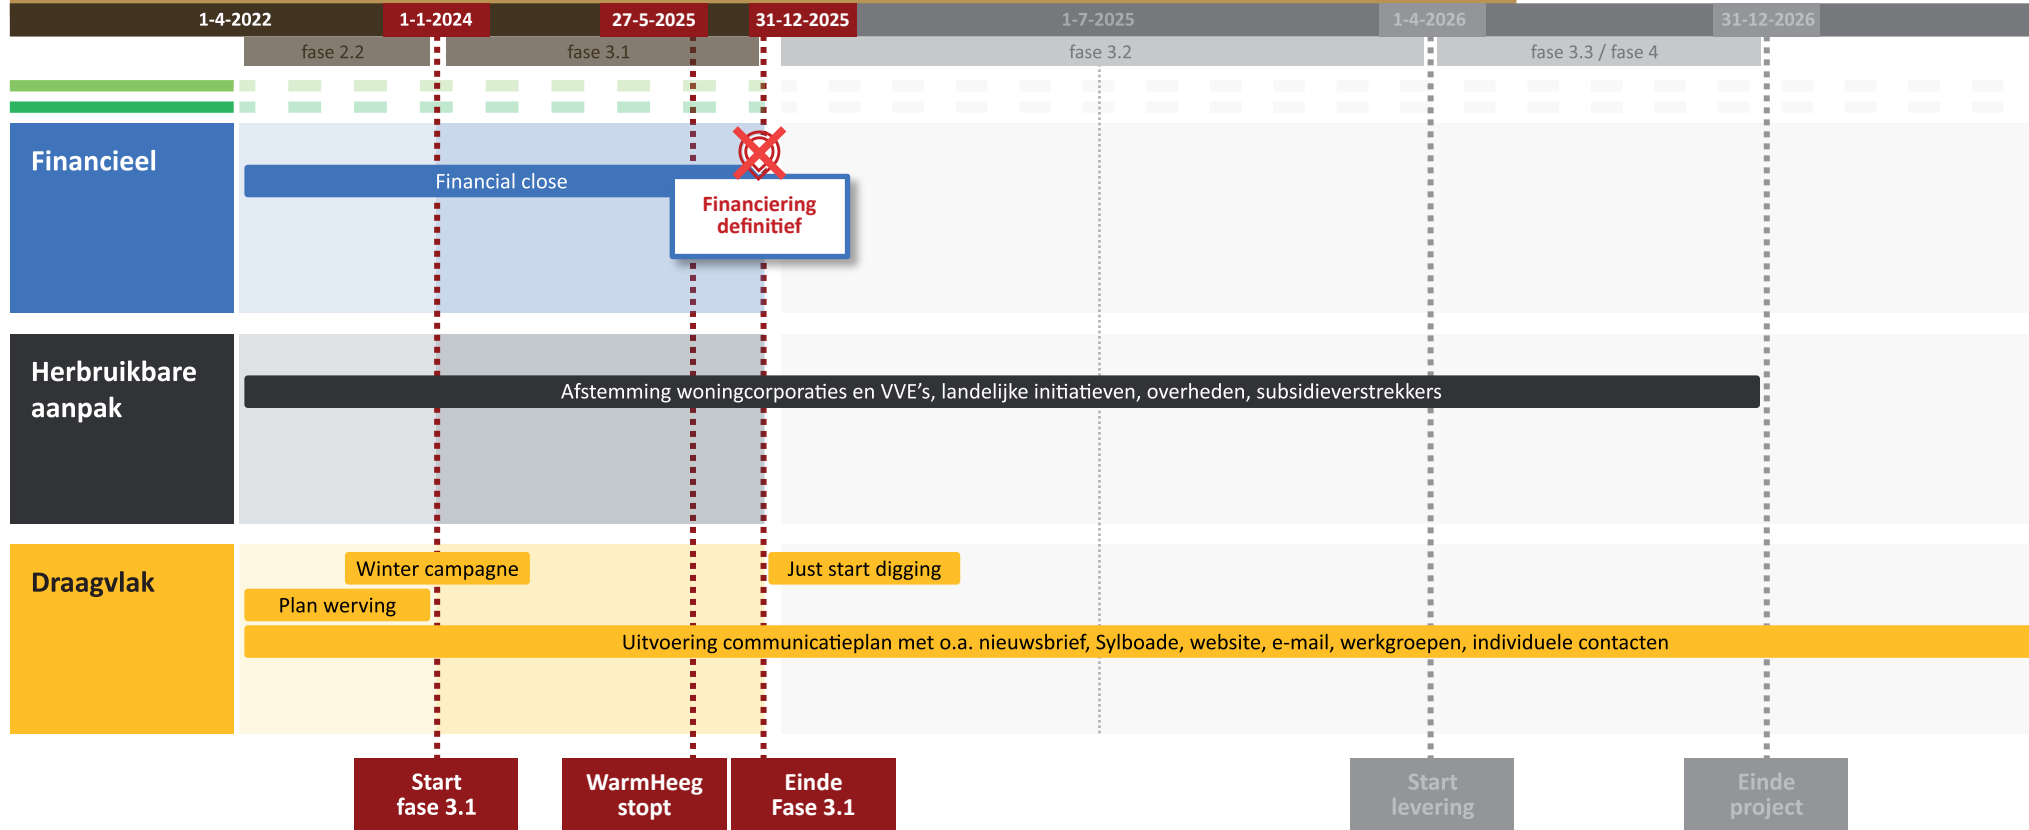 1-4-2022
1-1-2024
27-5-2025
31-12-2025
1-7-2025
1-4-2026
31-12-2026
fase 2.2
fase 3.1
fase 3.2
fase 3.3 / fase 4
Financieel
Financial close
Financiering
definitief
Herbruikbare
aanpak
Afstemming woningcorporaties en VVE's, landelijke initiatieven, overheden, subsidieverstrekkers
Draagvlak
Winter campagne
Just start digging
Plan werving
Uitvoering communicatieplan met o.a. nieuwsbrief, Sylboade, website, e-mail, werkgroepen, individuele contacten
Start
fase 3.1
WarmHeeg
stopt
Einde
Fase 3.1
Start
levering
Einde
project